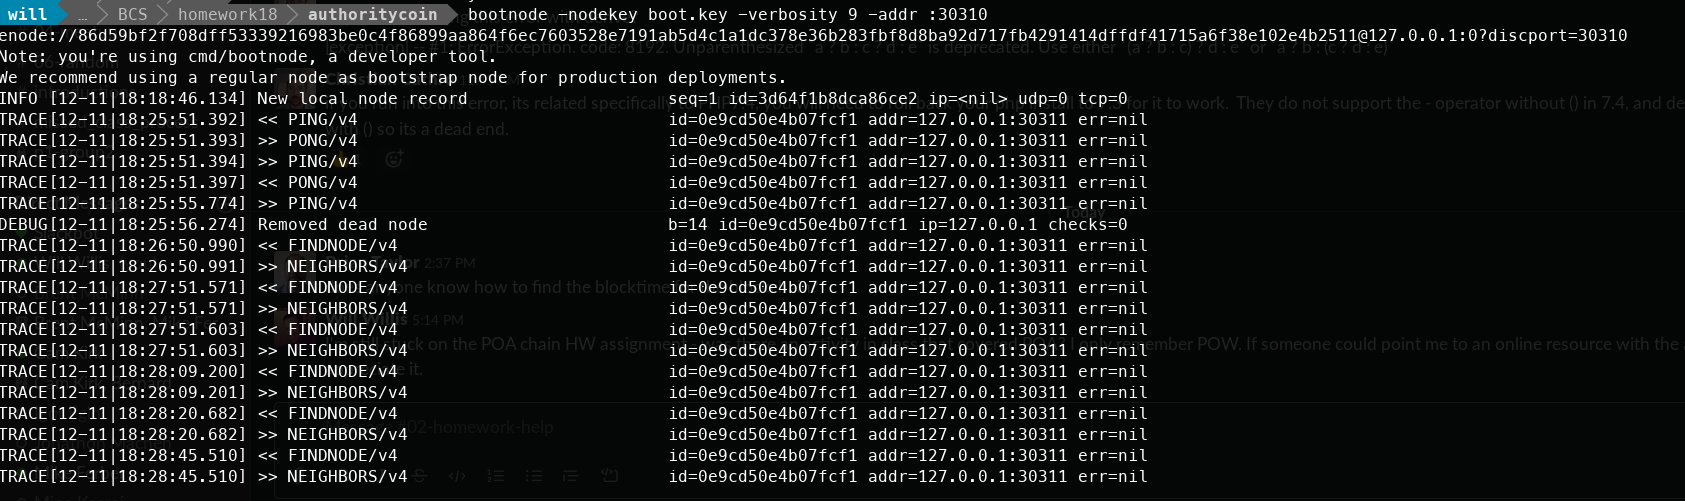 will … BCS homework18 authoritycoin bootnode -nodekey boot.key -verbosity 9 -addr :30310
enode://86d59bf2f708dff53339216983be0c4f86899aa864f6ec7603528e7191ab5d4c1a1dc378e36b283fbf8d8ba92d717fb4291414dffdf41715a6f38e102e4b2511@127.0.0.1:0?discport=30310
Note: you're using cmd/bootnode, a developer tool.
We recommend using a regular node as bootstrap node for production deployments.
INFO [12-11|18:18:46.134] New local node record seq=1 id=3d64f1b8dca86ce2 ip=<nil> udp=0 tcp=0
TRACE[12-11|18:25:51.392] << PING/v4 id=0e9cd50e4b07fcf1 addr=127.0.0.1:30311 err=nil
TRACE[12-11|18:25:51.393] >> PONG/v4 id=0e9cd50e4b07fcf1 addr=127.0.0.1:30311 err=nil
TRACE[12-11|18:25:51.394] >> PING/v4 id=0e9cd50e4b07fcf1 addr=127.0.0.1:30311 err=nil
TRACE[12-11|18:25:51.397] << PONG/v4 id=0e9cd50e4b07fcf1 addr=127.0.0.1:30311 err=nil
TRACE[12-11|18:25:55.774] >> PING/v4 id=0e9cd50e4b07fcf1 addr=127.0.0.1:30311 err=nil
DEBUG[12-11|18:25:56.274] Removed dead node b=14 id=0e9cd50e4b07fcf1 ip=127.0.0.1 checks=0
TRACE[12-11|18:26:50.990] << FINDNODE/v4 id=0e9cd50e4b07fcf1 addr=127.0.0.1:30311 err=nil
TRACE[12-11|18:26:50.991] >> NEIGHBORS/v4 id=0e9cd50e4b07fcf1 addr=127.0.0.1:30311 err=nil
TRACE[12-11|18:27:51.571] << FINDNODE/v4 id=0e9cd50e4b07fcf1 addr=127.0.0.1:30311 err=nil
TRACE[12-11|18:27:51.571] >> NEIGHBORS/v4 id=0e9cd50e4b07fcf1 addr=127.0.0.1:30311 err=nil
TRACE[12-11|18:27:51.603] << FINDNODE/v4 id=0e9cd50e4b07fcf1 addr=127.0.0.1:30311 err=nil
TRACE[12-11|18:27:51.603] >> NEIGHBORS/v4 id=0e9cd50e4b07fcf1 addr=127.0.0.1:30311 err=nil
TRACE[12-11|18:28:09.200] << FINDNODE/v4 id=0e9cd50e4b07fcf1 addr=127.0.0.1:30311 err=nil
TRACE[12-11|18:28:09.201] >> NEIGHBORS/v4 id=0e9cd50e4b07fcf1 addr=127.0.0.1:30311 err=nil
TRACE[12-11|18:28:20.682] << FINDNODE/v4 id=0e9cd50e4b07fcf1 addr=127.0.0.1:30311 err=nil
TRACE[12-11|18:28:20.682] >> NEIGHBORS/v4 id=0e9cd50e4b07fcf1 addr=127.0.0.1:30311 err=nil
TRACE[12-11|18:28:45.510] << FINDNODE/v4 id=0e9cd50e4b07fcf1 addr=127.0.0.1:30311 err=nil
TRACE[12-11|18:28:45.510] >> NEIGHBORS/v4 id=0e9cd50e4b07fcf1 addr=127.0.0.1:30311 err=nil